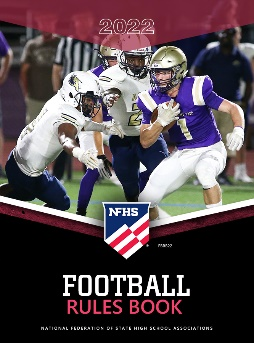 2022
NFHS
FOOTBALL
RULES BOOK
NATIONAL FEDERATION OF STATE HIGH SCHOOL ASSOCIATIONS